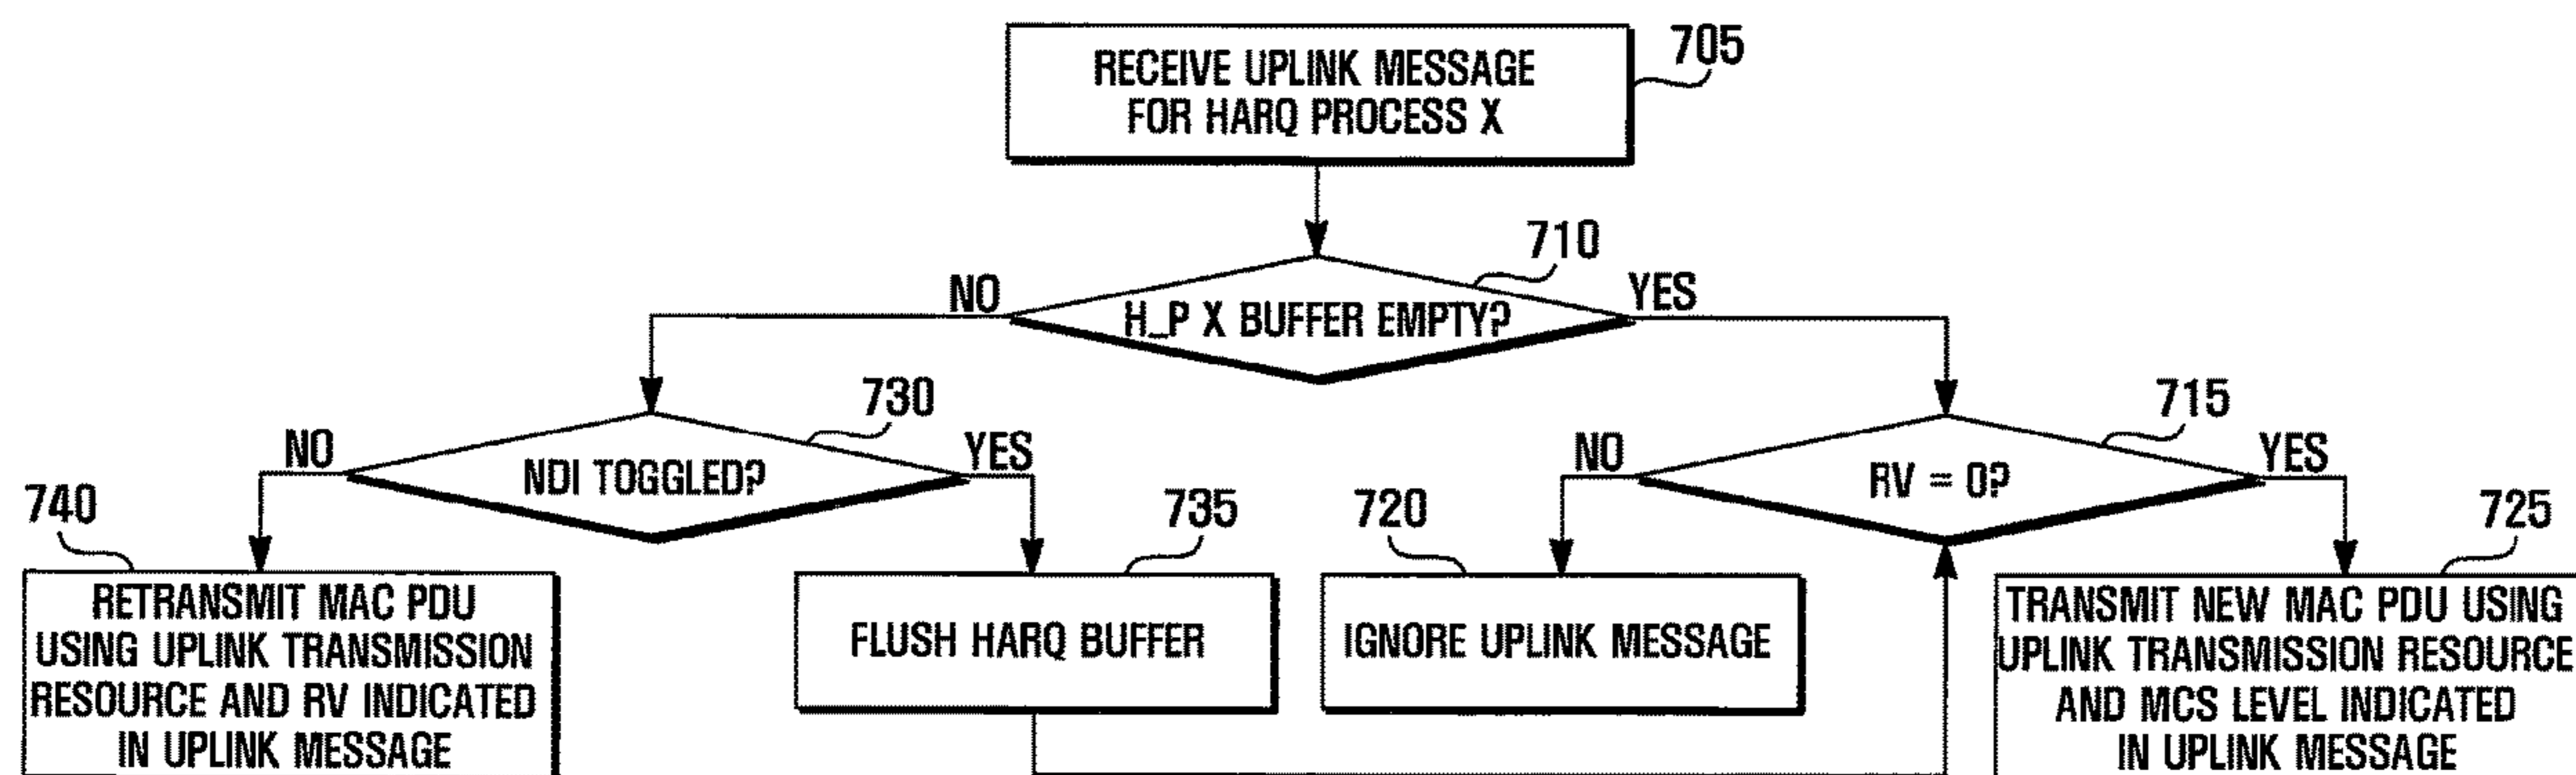 RECEIVE UPLINK MESSAGE
FOR HARQ PROCESS X
705
710
NO
H_P X BUFFER EMPTY?
YES
730
NO
NDI TOGGLED?
YES
715
NO
RV = 0?
YES
740
RETRANSMIT MAC PDU
USING UPLINK TRANSMISSION
RESOURCE AND RV INDICATED
IN UPLINK MESSAGE
735
FLUSH HARQ BUFFER
720
IGNORE UPLINK MESSAGE
725
TRANSMIT NEW MAC PDU USING
UPLINK TRANSMISSION RESOURCE
AND MCS LEVEL INDICATED
IN UPLINK MESSAGE